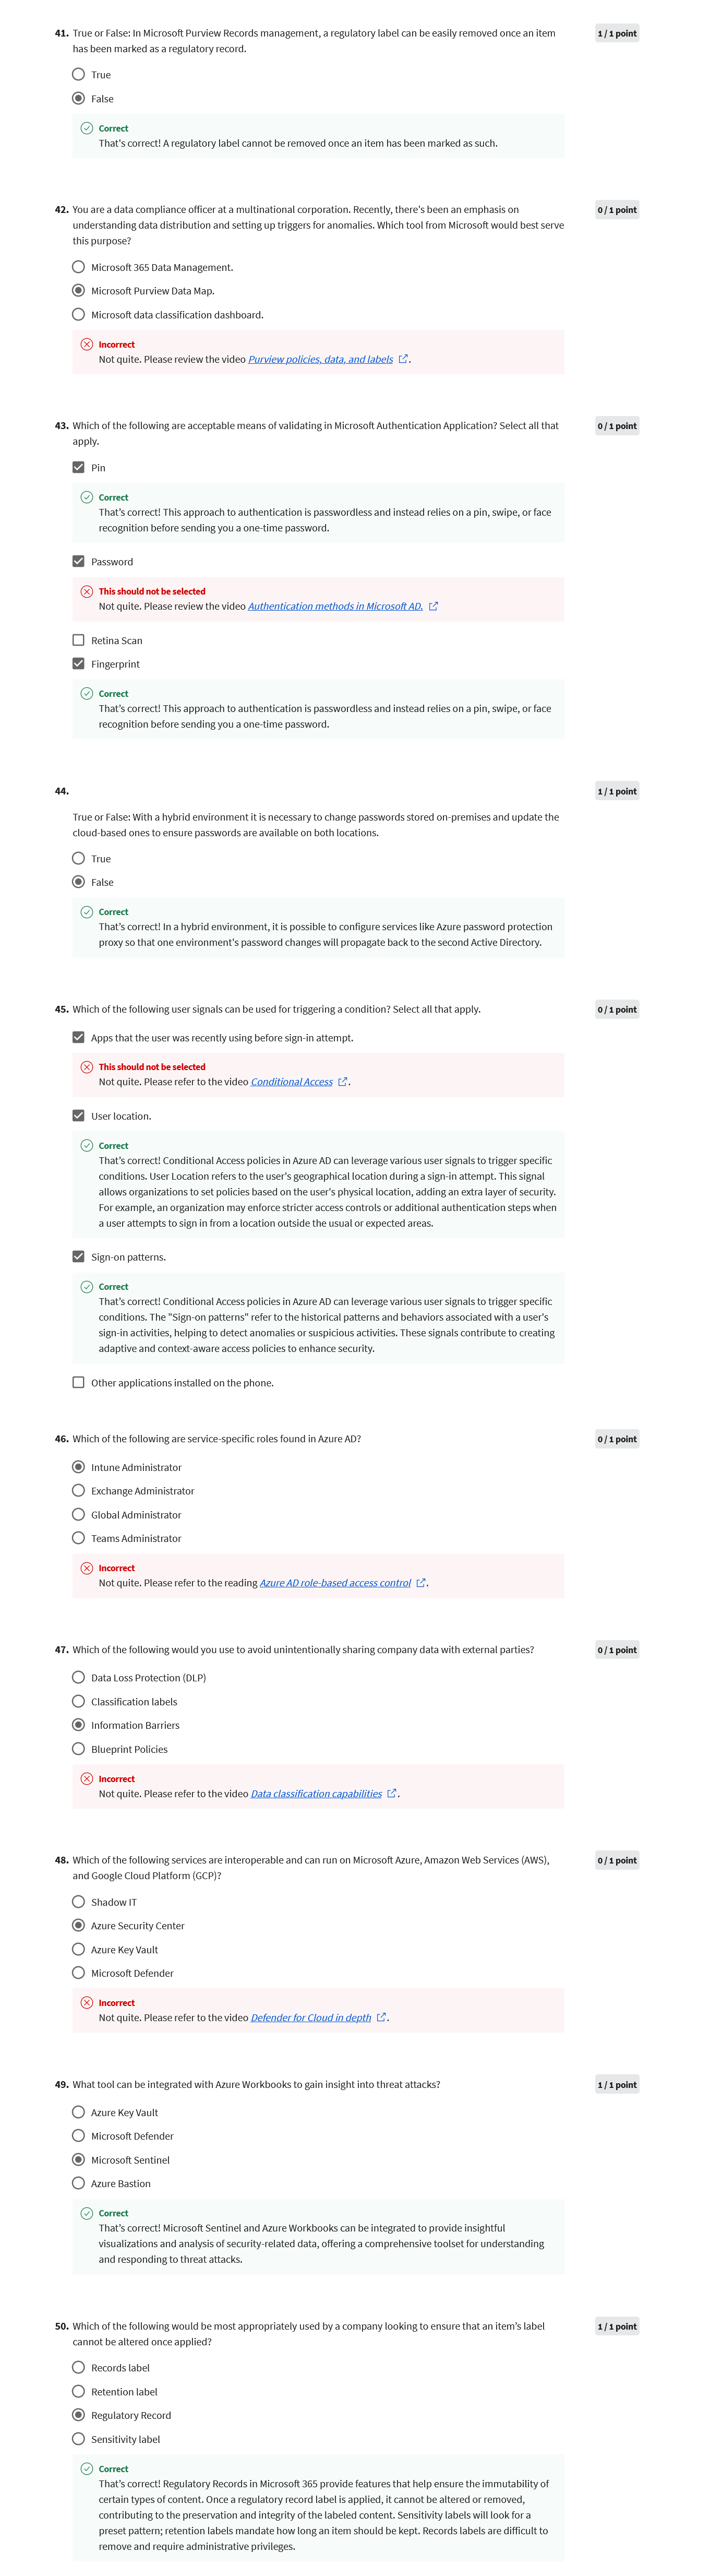 41. True or False: In Microsoft Purview Records management, a regulatory label can be easily removed once an item
has been marked as a regulatory record.
1 / 1 point
True
False
Correct
That's correct! A regulatory label cannot be removed once an item has been marked as such.
42. You are a data compliance officer at a multinational corporation. Recently, there's been an emphasis on
understanding data distribution and setting up triggers for anomalies. Which tool from Microsoft would best serve
this purpose?
0 / 1 point
Microsoft 365 Data Management.
Microsoft Purview Data Map.
Microsoft data classification dashboard.
Incorrect
Not quite. Please review the video Purview policies, data, and labels.
43. Which of the following are acceptable means of validating in Microsoft Authentication Application? Select all that
apply.
0 / 1 point
Pin
Correct
That's correct! This approach to authentication is passwordless and instead relies on a pin, swipe, or face
recognition before sending you a one-time password.
Password
This should not be selected
Not quite. Please review the video Authentication methods in Microsoft AD.
Retina Scan
Fingerprint
Correct
That's correct! This approach to authentication is passwordless and instead relies on a pin, swipe, or face
recognition before sending you a one-time password.
44.
1 / 1 point
True or False: With a hybrid environment it is necessary to change passwords stored on-premises and update the
cloud-based ones to ensure passwords are available on both locations.
True
False
Correct
That's correct! In a hybrid environment, it is possible to configure services like Azure password protection
proxy so that one environment's password changes will propagate back to the second Active Directory.
45. Which of the following user signals can be used for triggering a condition? Select all that apply.
0 / 1 point
Apps that the user was recently using before sign-in attempt.
This should not be selected
Not quite. Please refer to the video Conditional Access.
User location.
Correct
That's correct! Conditional Access policies in Azure AD can leverage various user signals to trigger specific
conditions. User Location refers to the user's geographical location during a sign-in attempt. This signal
allows organizations to set policies based on the user's physical location, adding an extra layer of security.
For example, an organization may enforce stricter access controls or additional authentication steps when
a user attempts to sign in from a location outside the usual or expected areas.
Sign-on patterns.
Correct
That's correct! Conditional Access policies in Azure AD can leverage various user signals to trigger specific
conditions. The "Sign-on patterns" refer to the historical patterns and behaviors associated with a user's
sign-in activities, helping to detect anomalies or suspicious activities. These signals contribute to creating
adaptive and context-aware access policies to enhance security.
Other applications installed on the phone.
46. Which of the following are service-specific roles found in Azure AD?
0 / 1 point
Intune Administrator
Exchange Administrator
Global Administrator
Teams Administrator
Incorrect
Not quite. Please refer to the reading Azure AD role-based access control.
47. Which of the following would you use to avoid unintentionally sharing company data with external parties?
0 / 1 point
Data Loss Protection (DLP)
Classification labels
Information Barriers
Blueprint Policies
Incorrect
Not quite. Please refer to the video Data classification capabilities.
48. Which of the following services are interoperable and can run on Microsoft Azure, Amazon Web Services (AWS),
and Google Cloud Platform (GCP)?
0 / 1 point
Shadow IT
Azure Security Center
Azure Key Vault
Microsoft Defender
Incorrect
Not quite. Please refer to the video Defender for Cloud in depth.
49. What tool can be integrated with Azure Workbooks to gain insight into threat attacks?
1 / 1 point
Azure Key Vault
Microsoft Defender
Microsoft Sentinel
Azure Bastion
Correct
That's correct! Microsoft Sentinel and Azure Workbooks can be integrated to provide insightful
visualizations and analysis of security-related data, offering a comprehensive toolset for understanding
and responding to threat attacks.
50. Which of the following would be most appropriately used by a company looking to ensure that an item's label
cannot be altered once applied?
1 / 1 point
Records label
Retention label
Regulatory Record
Sensitivity label
Correct
That's correct! Regulatory Records in Microsoft 365 provide features that help ensure the immutability of
certain types of content. Once a regulatory record label is applied, it cannot be altered or removed,
contributing to the preservation and integrity of the labeled content. Sensitivity labels will look for a
preset pattern; retention labels mandate how long an item should be kept. Records labels are difficult to
remove and require administrative privileges.